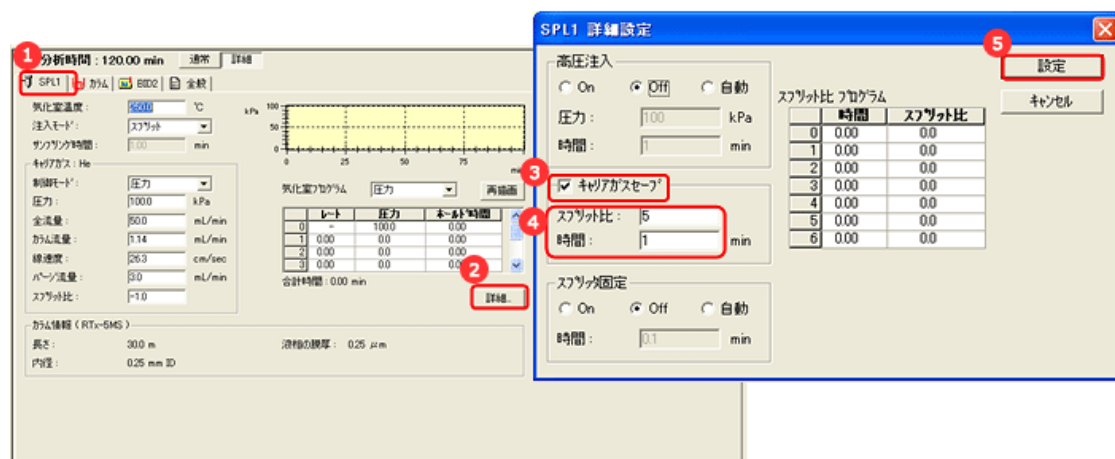 1
分析時間 : 120.00 min 通常 詳細
SPL1 カラム BID2 全般
気化室温度 : 250.0 ℃
注入モード : スプリット
サンプリング時間 : 1.00 min
キャリアガス : He
制御モード : 圧力
圧力 : 100.0 kPa
全流量 : 50.0 mL/min
カラム流量 : 1.14 mL/min
線速度 : 26.3 cm/sec
パージ流量 : 3.0 mL/min
スプリット比 : -1.0
kPa 100
50
0
0 25 50 75
気化室プログラム 圧力 再描画
レート 圧力 ホールド時間
0 - 100.0 0.00
1 0.00 0.0 0.00
2 0.00 0.0 0.00
3 0.00 0.0 0.00
合計時間 : 0.00 min
2
詳細..
カラム情報 ( RTx-5MS )
長さ : 30.0 m 液相の膜厚 : 0.25 μm
内径 : 0.25 mm ID
SPL1 詳細設定
高圧注入
On Off 自動
圧力 : 100 kPa
時間 : 1 min
3
キャリアガスセーブ
4
スプリット比 : 5
時間 : 1 min
スプリッタ固定
On Off 自動
時間 : 0.1 min
スプリット比 プログラム
時間 スプリット比
0 0.00 0.0
1 0.00 0.0
2 0.00 0.0
3 0.00 0.0
4 0.00 0.0
5 0.00 0.0
6 0.00 0.0
5
設定
キャンセル